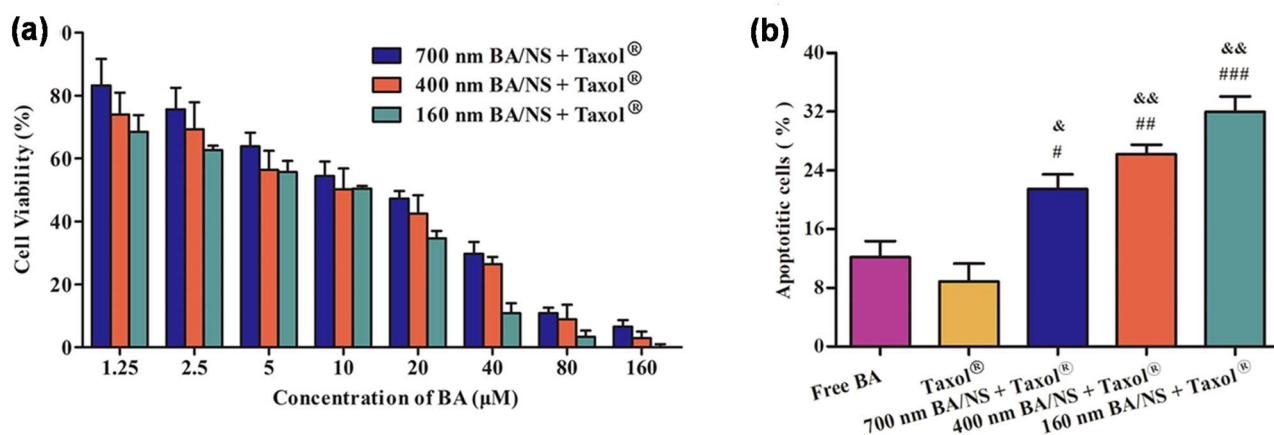 (a)
0
80
60
40
20
0
Cell Viability (%)
700 nm BA/NS + Taxol®
400 nm BA/NS + Taxol®
160 nm BA/NS + Taxol®
1.25 2.5 5 10 20 40 80 160
Concentration of BA (μM)
(b)
40
32
24
16
8
0
Apoptotitic cells ( % )
&
#
&&
##
&&
###
Free BA
Taxol®
700 nm BA/NS + Taxol®
400 nm BA/NS + Taxol®
160 nm BA/NS + Taxol®